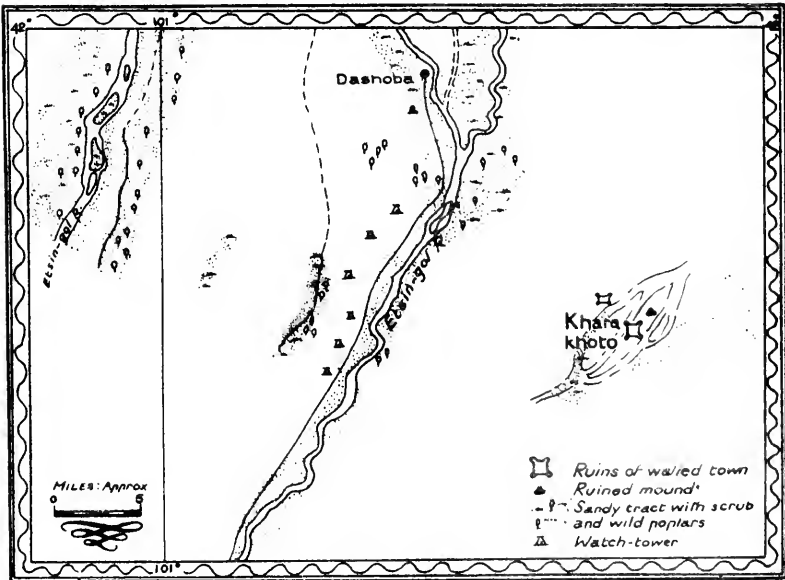 42° 101°
Dashoba
Etsin-gol R.
Etsin-gol R.
Khara
khoto
Ruins of walled town
Ruined mound
Sandy tract with scrub
and wild poplars
Watch-tower
MILES: Approx
0 5
101°